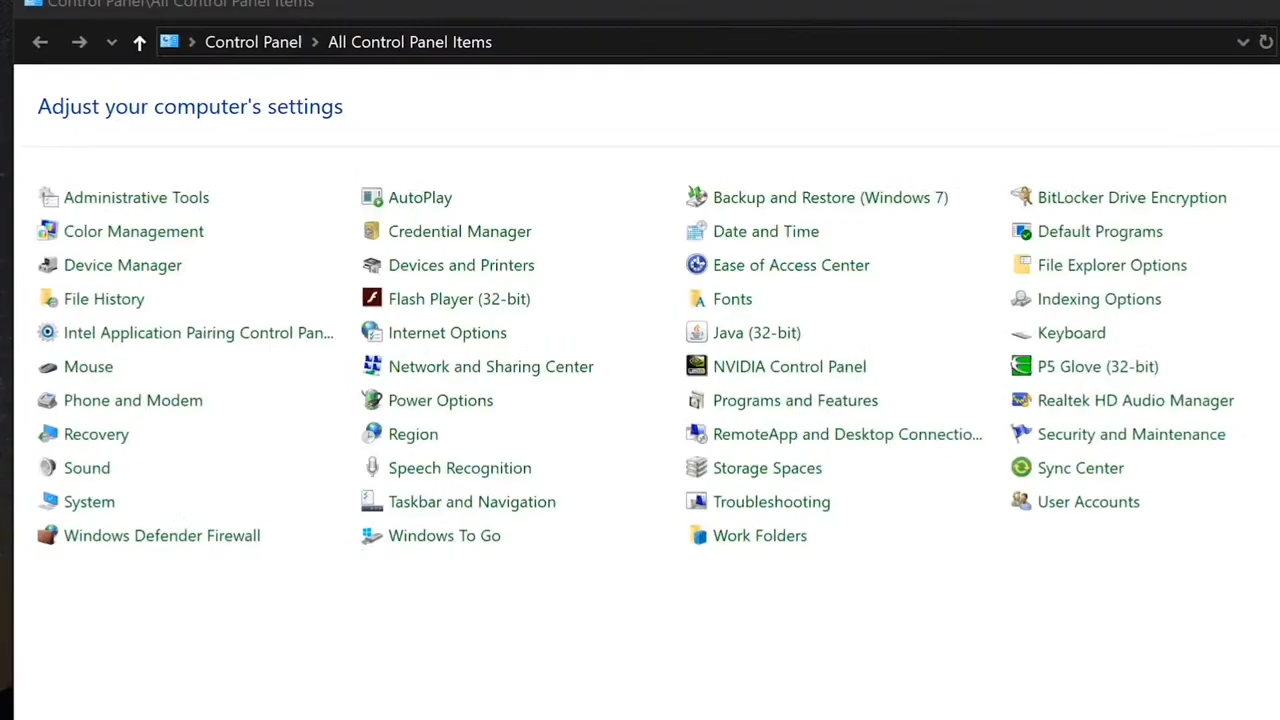 Control Panel\All Control Panel Items
Control Panel > All Control Panel Items
Adjust your computer's settings
Administrative Tools
AutoPlay
Backup and Restore (Windows 7)
BitLocker Drive Encryption
Color Management
Credential Manager
Date and Time
Default Programs
Device Manager
Devices and Printers
Ease of Access Center
File Explorer Options
File History
Flash Player (32-bit)
Fonts
Indexing Options
Intel Application Pairing Control Pan...
Internet Options
Java (32-bit)
Keyboard
Mouse
Network and Sharing Center
NVIDIA Control Panel
P5 Glove (32-bit)
Phone and Modem
Power Options
Programs and Features
Realtek HD Audio Manager
Recovery
Region
RemoteApp and Desktop Connectio...
Security and Maintenance
Sound
Speech Recognition
Storage Spaces
Sync Center
System
Taskbar and Navigation
Troubleshooting
User Accounts
Windows Defender Firewall
Windows To Go
Work Folders